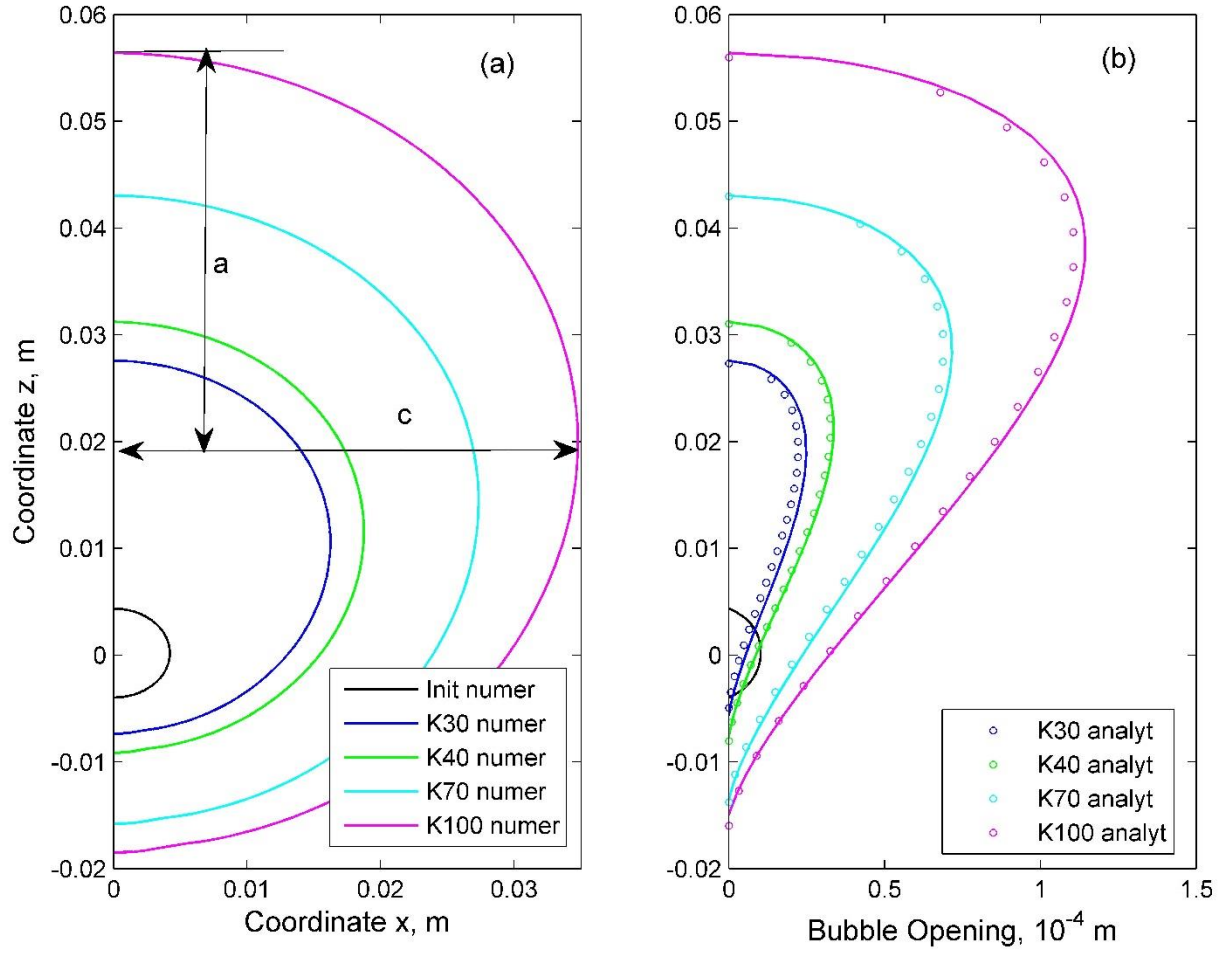 0.06
0.05
0.04
0.03
0.02
0.01
0
-0.01
-0.02
0
0.01
0.02
0.03
Coordinate x, m
Coordinate z, m
(a)
a
c
Init numer
K30 numer
K40 numer
K70 numer
K100 numer
0.06
0.05
0.04
0.03
0.02
0.01
0
-0.01
-0.02
0
0.5
1
1.5
Bubble Opening, 10⁻⁴ m
(b)
K30 analyt
K40 analyt
K70 analyt
K100 analyt